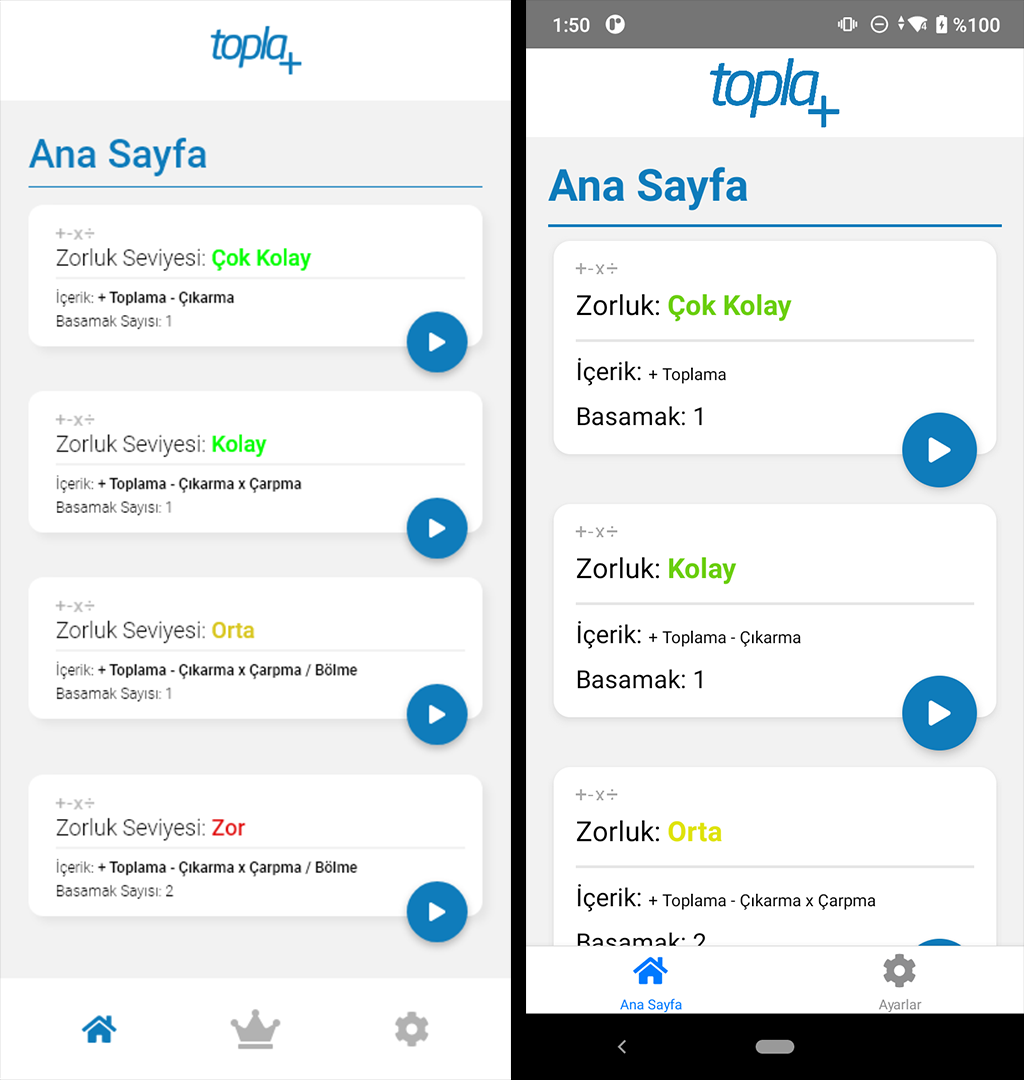 topla+
Ana Sayfa
+-x÷
Zorluk Seviyesi: Çok Kolay
İçerik: + Toplama - Çıkarma
Basamak Sayısı: 1
+-x÷
Zorluk Seviyesi: Kolay
İçerik: + Toplama - Çıkarma x Çarpma
Basamak Sayısı: 1
+-x÷
Zorluk Seviyesi: Orta
İçerik: + Toplama - Çıkarma x Çarpma / Bölme
Basamak Sayısı: 1
+-x÷
Zorluk Seviyesi: Zor
İçerik: + Toplama - Çıkarma x Çarpma / Bölme
Basamak Sayısı: 2
1:50 %100
topla+
Ana Sayfa
+-x÷
Zorluk: Çok Kolay
İçerik: + Toplama
Basamak: 1
+-x÷
Zorluk: Kolay
İçerik: + Toplama - Çıkarma
Basamak: 1
+-x÷
Zorluk: Orta
İçerik: + Toplama - Çıkarma x Çarpma
Basamak: 2
Ana Sayfa Ayarlar